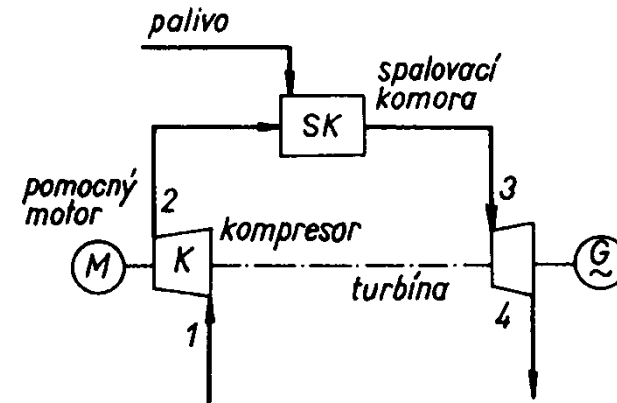 palivo
spalovací
komora
SK
pomocný
motor
2
3
kompresor
M
K
G
~
turbína
1
4